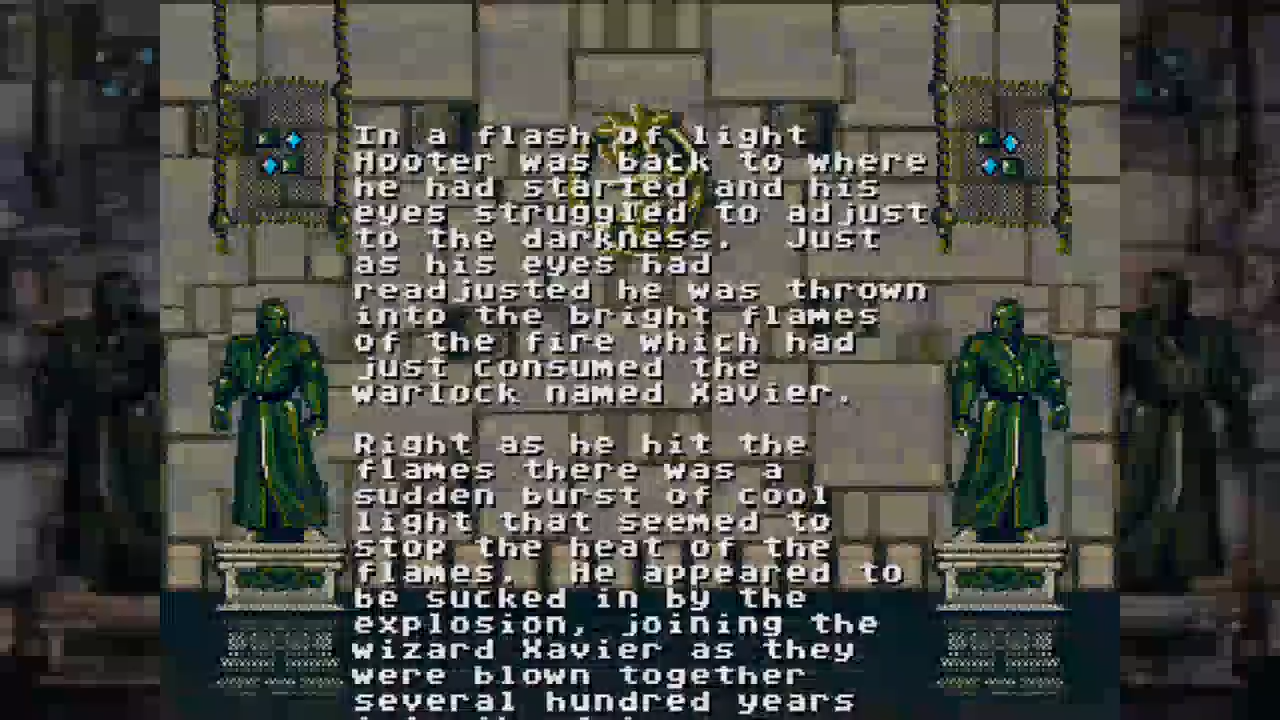 In a flash of light
Hooter was back to where
he had started and his
eyes struggled to adjust
to the darkness.  Just
as his eyes had
readjusted he was thrown
into the bright flames
of the fire which had
just consumed the
warlock named Xavier.
Right as he hit the
flames there was a
sudden burst of cool
light that seemed to
stop the heat of the
flames.  He appeared to
be sucked in by the
explosion, joining the
wizard Xavier as they
were blown together
several hundred years